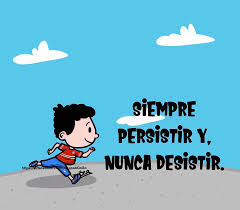 SIEMPRE
PERSISTIR Y,
NUNCA DESISTIR.